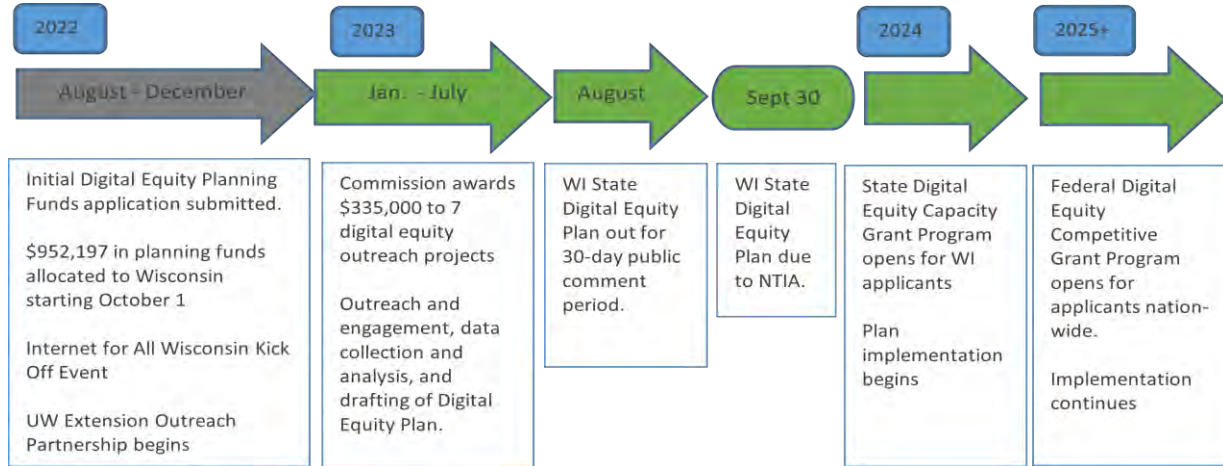 2022
2023
2024
2025+
August - December
Jan. - July
August
Sept 30
Initial Digital Equity Planning
Funds application submitted.
$952,197 in planning funds
allocated to Wisconsin
starting October 1
Internet for All Wisconsin Kick
Off Event
UW Extension Outreach
Partnership begins
Commission awards
$335,000 to 7
digital equity
outreach projects
Outreach and
engagement, data
collection and
analysis, and
drafting of Digital
Equity Plan.
WI State
Digital Equity
Plan out for
30-day public
comment
period.
WI State
Digital
Equity
Plan due
to NTIA.
State Digital
Equity Capacity
Grant Program
opens for WI
applicants
Plan
implementation
begins
Federal Digital
Equity
Competitive
Grant Program
opens for
applicants nation-
wide.
Implementation
continues